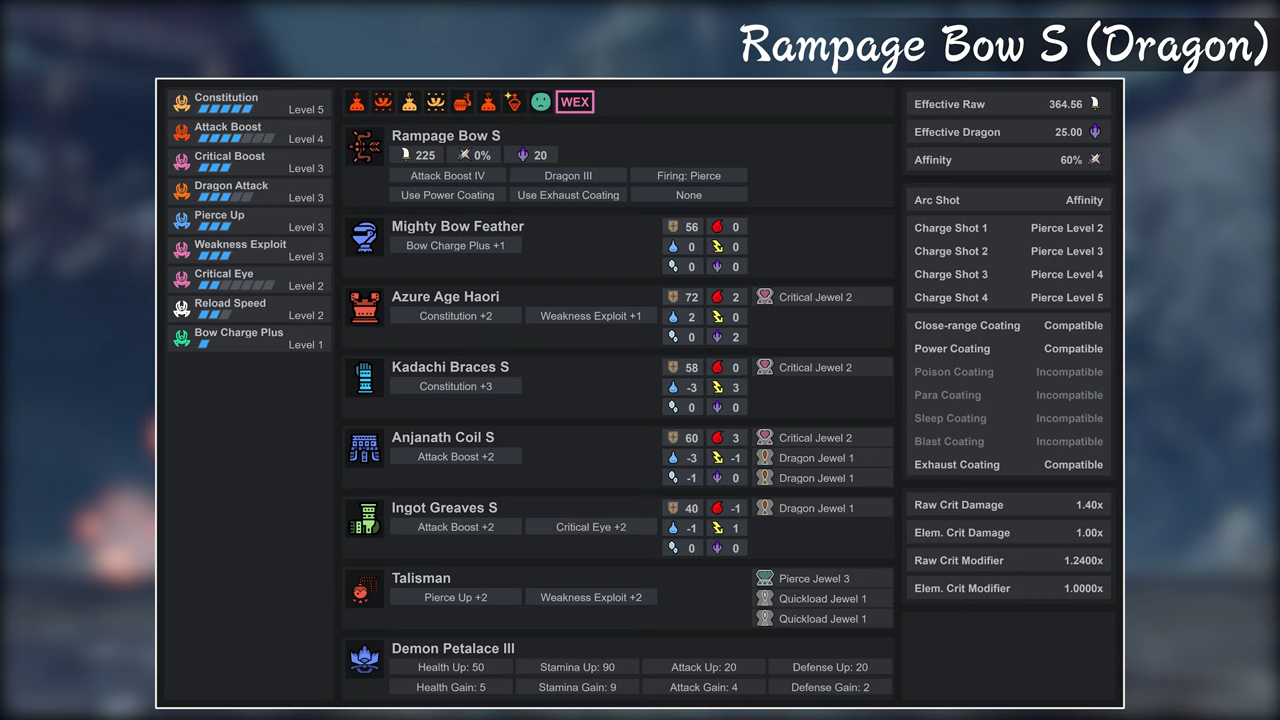 Rampage Bow S (Dragon)
Constitution
Level 5
Attack Boost
Level 4
Critical Boost
Level 3
Dragon Attack
Level 3
Pierce Up
Level 3
Weakness Exploit
Level 3
Critical Eye
Level 2
Reload Speed
Level 2
Bow Charge Plus
Level 1
WEX
Rampage Bow S
225 0% 20
Attack Boost IV Dragon III Firing: Pierce
Use Power Coating Use Exhaust Coating None
Mighty Bow Feather
Bow Charge Plus +1
56 0
0 0
0 0
Azure Age Haori
Constitution +2 Weakness Exploit +1
72 2
2 0
0 2
Critical Jewel 2
Kadachi Braces S
Constitution +3
58 0
-3 3
0 0
Critical Jewel 2
Anjanath Coil S
Attack Boost +2
60 3
-3 -1
-1 0
Critical Jewel 2
Dragon Jewel 1
Dragon Jewel 1
Ingot Greaves S
Attack Boost +2 Critical Eye +2
40 -1
-1 1
0 0
Dragon Jewel 1
Talisman
Pierce Up +2 Weakness Exploit +2
Pierce Jewel 3
Quickload Jewel 1
Quickload Jewel 1
Demon Petalace III
Health Up: 50 Stamina Up: 90 Attack Up: 20 Defense Up: 20
Health Gain: 5 Stamina Gain: 9 Attack Gain: 4 Defense Gain: 2
Effective Raw 364.56
Effective Dragon 25.00
Affinity 60%
Arc Shot Affinity
Charge Shot 1 Pierce Level 2
Charge Shot 2 Pierce Level 3
Charge Shot 3 Pierce Level 4
Charge Shot 4 Pierce Level 5
Close-range Coating Compatible
Power Coating Compatible
Poison Coating Incompatible
Para Coating Incompatible
Sleep Coating Incompatible
Blast Coating Incompatible
Exhaust Coating Compatible
Raw Crit Damage 1.40x
Elem. Crit Damage 1.00x
Raw Crit Modifier 1.2400x
Elem. Crit Modifier 1.0000x